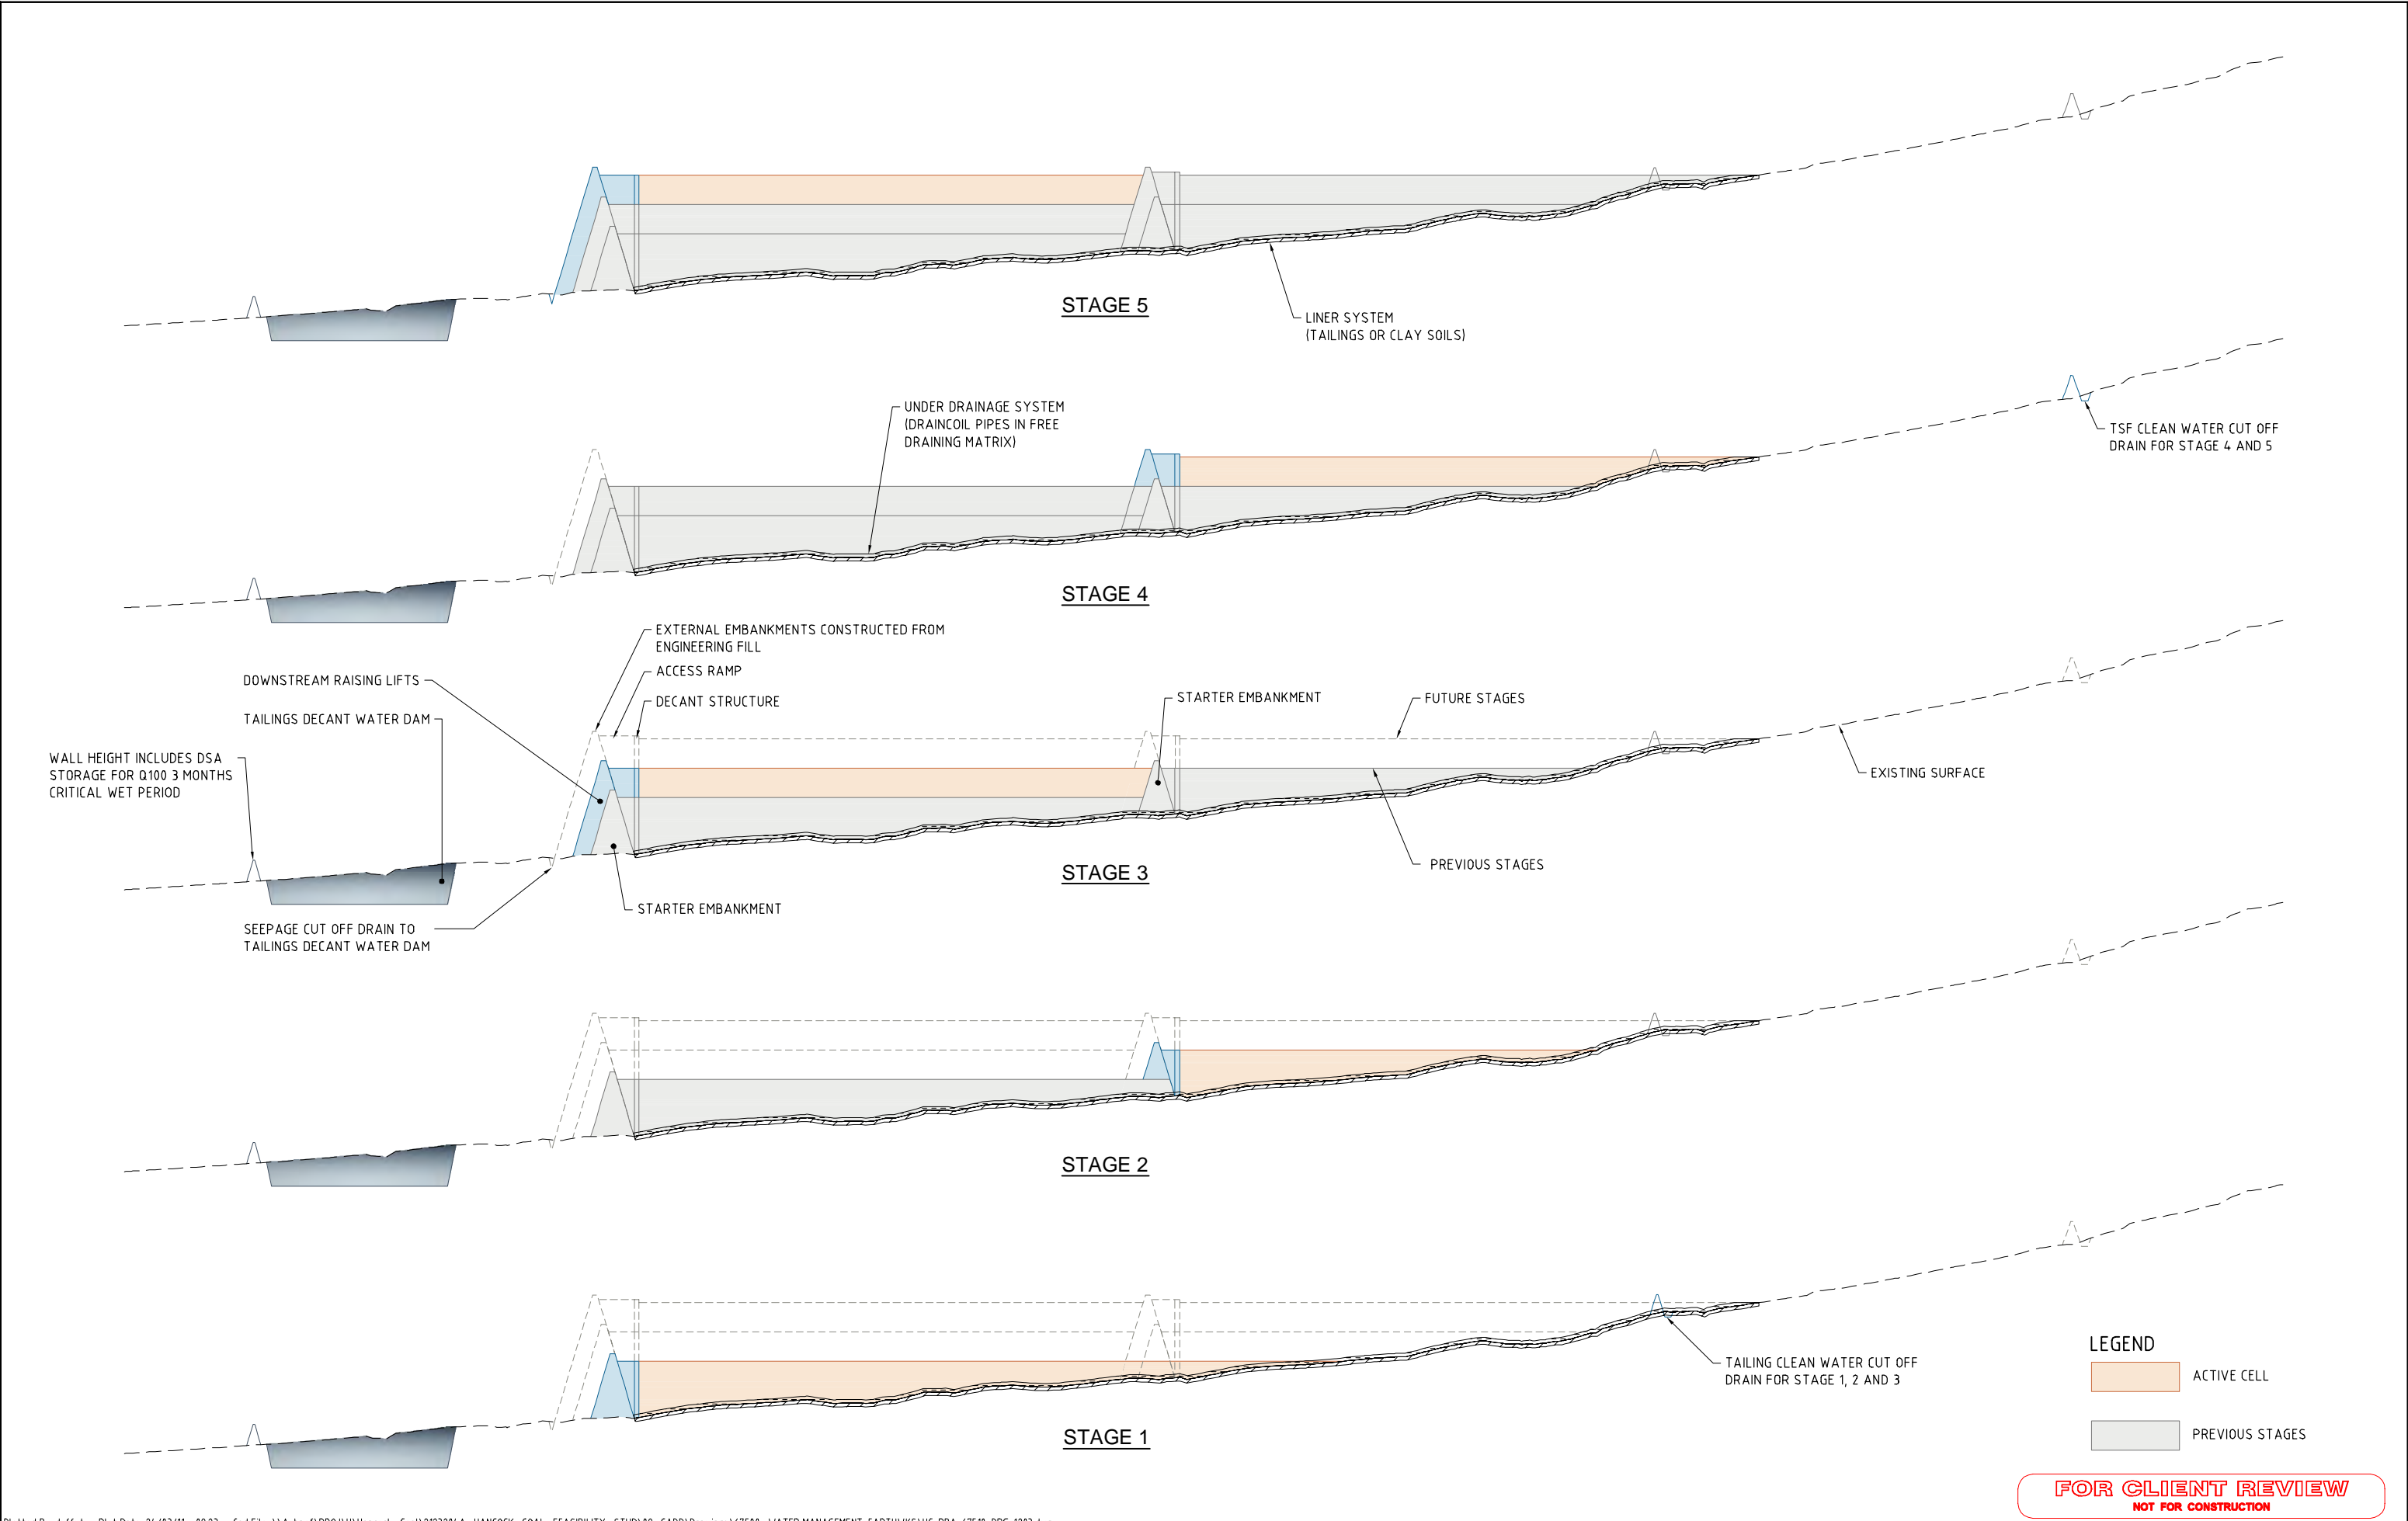 STAGE 5
LINER SYSTEM
(TAILINGS OR CLAY SOILS)
UNDER DRAINAGE SYSTEM
(DRAINCOIL PIPES IN FREE
DRAINING MATRIX)
TSF CLEAN WATER CUT OFF
DRAIN FOR STAGE 4 AND 5
STAGE 4
EXTERNAL EMBANKMENTS CONSTRUCTED FROM
ENGINEERING FILL
ACCESS RAMP
DECANT STRUCTURE
DOWNSTREAM RAISING LIFTS
TAILINGS DECANT WATER DAM
WALL HEIGHT INCLUDES DSA
STORAGE FOR Q100 3 MONTHS
CRITICAL WET PERIOD
STARTER EMBANKMENT
FUTURE STAGES
EXISTING SURFACE
PREVIOUS STAGES
STAGE 3
STARTER EMBANKMENT
SEEPAGE CUT OFF DRAIN TO
TAILINGS DECANT WATER DAM
STAGE 2
TAILING CLEAN WATER CUT OFF
DRAIN FOR STAGE 1, 2 AND 3
STAGE 1
LEGEND
ACTIVE CELL
PREVIOUS STAGES
FOR CLIENT REVIEW
NOT FOR CONSTRUCTION